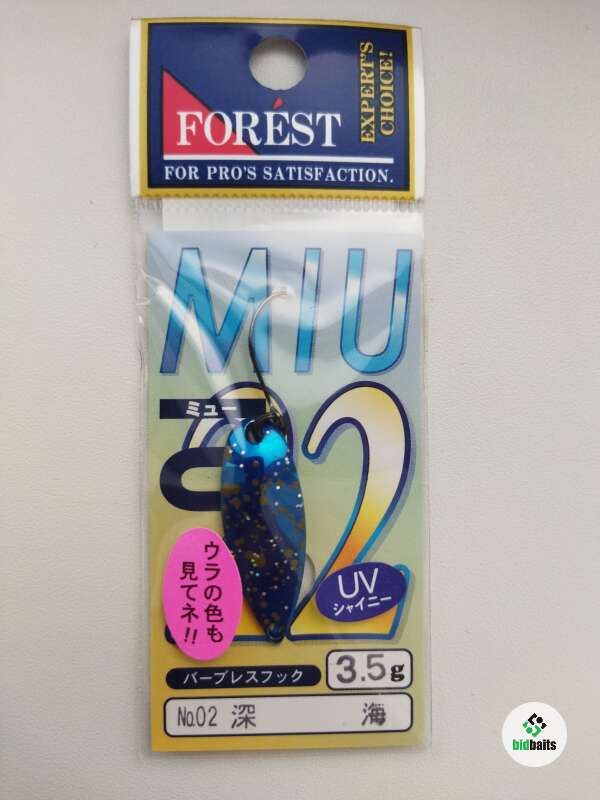 FORÉST
FOR PRO'S SATISFACTION.
EXPERT'S
CHOICE!
MIU
ミュー
22
UV
シャイニー
ウラの色も
見てネ!!
バーブレスフック
3.5g
No.02 深 海
bidbaits